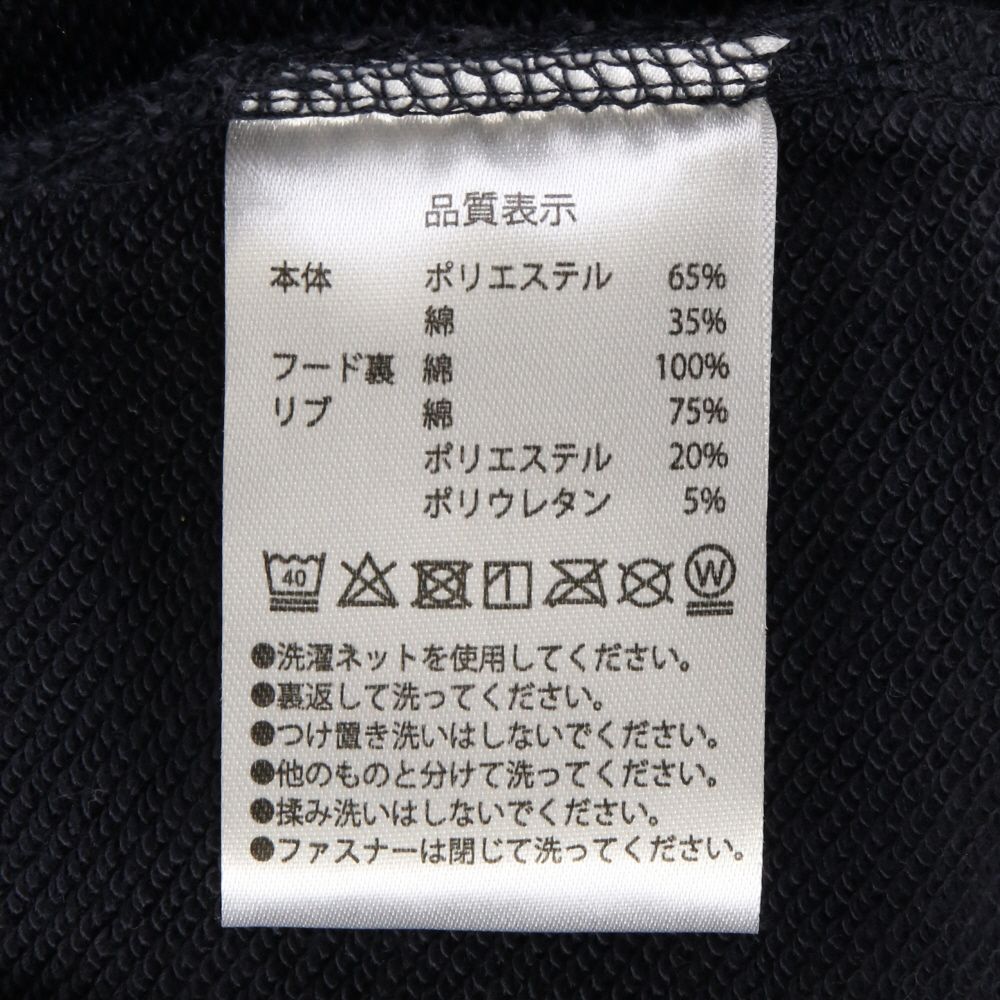 品質表示
本体 ポリエステル 65%
綿 35%
フード裏 綿 100%
リブ 綿 75%
ポリエステル 20%
ポリウレタン 5%
40 W
●洗濯ネットを使用してください。
●裏返して洗ってください。
●つけ置き洗いはしないでください。
●他のものと分けて洗ってください。
●揉み洗いはしないでください。
●ファスナーは閉じて洗ってください。